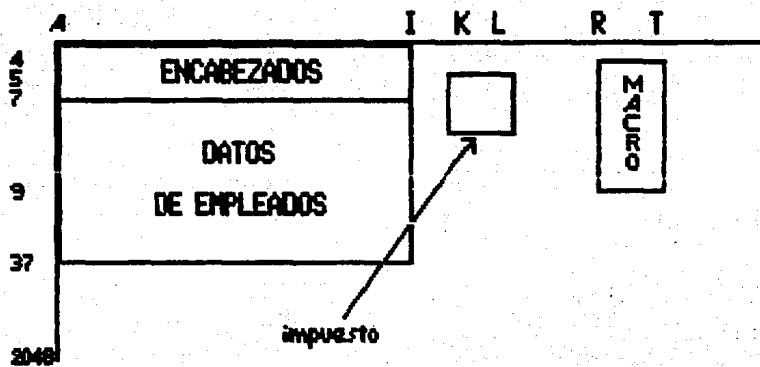 A I K L R T
4
5
7
ENCABEZADOS
MACRO
DATOS
9
DE EMPLEADOS
37
impuesto
2048